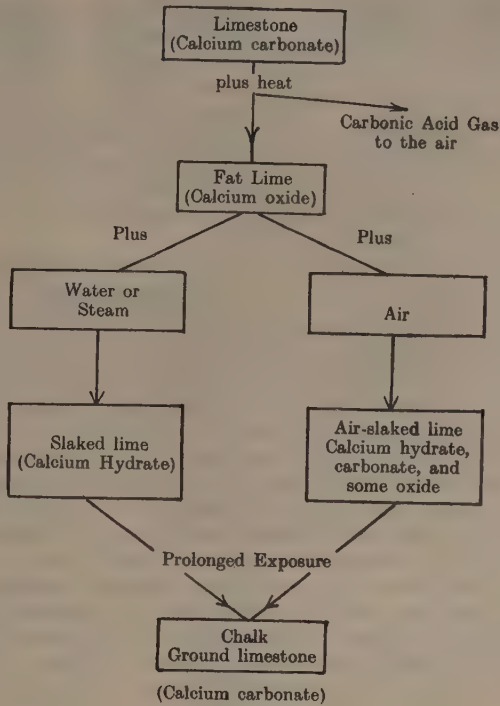 Limestone
(Calcium carbonate)
plus heat
Carbonic Acid Gas
to the air
Fat Lime
(Calcium oxide)
Plus
Plus
Water or
Steam
Air
Slaked lime
(Calcium Hydrate)
Air-slaked lime
Calcium hydrate,
carbonate, and
some oxide
Prolonged Exposure
Chalk
Ground limestone
(Calcium carbonate)